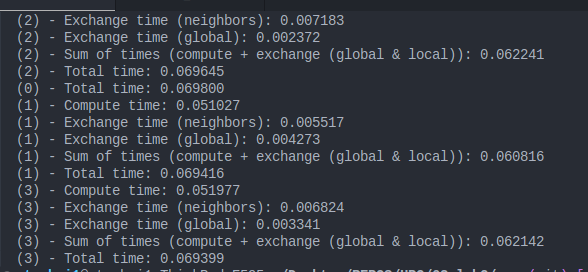 (2) - Exchange time (neighbors): 0.007183
(2) - Exchange time (global): 0.002372
(2) - Sum of times (compute + exchange (global & local)): 0.062241
(2) - Total time: 0.069645
(0) - Total time: 0.069800
(1) - Compute time: 0.051027
(1) - Exchange time (neighbors): 0.005517
(1) - Exchange time (global): 0.004273
(1) - Sum of times (compute + exchange (global & local)): 0.060816
(1) - Total time: 0.069416
(3) - Compute time: 0.051977
(3) - Exchange time (neighbors): 0.006824
(3) - Exchange time (global): 0.003341
(3) - Sum of times (compute + exchange (global & local)): 0.062142
(3) - Total time: 0.069399